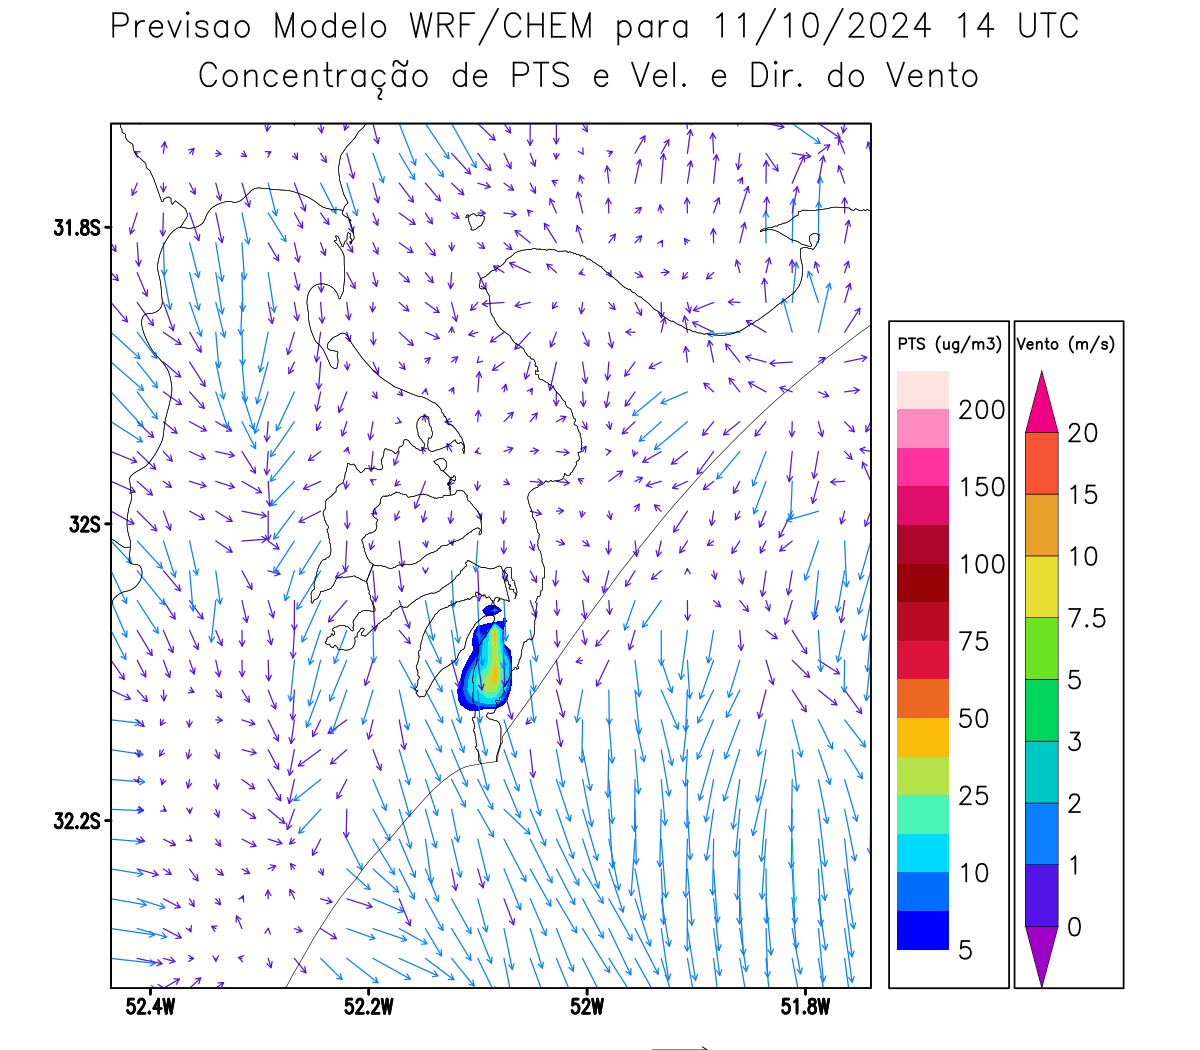 Previsao Modelo WRF/CHEM para 11/10/2024 14 UTC
Concentração de PTS e Vel. e Dir. do Vento
31.8S
32S
32.2S
52.4W 52.2W 52W 51.8W
PTS (ug/m3)
200
150
100
75
50
25
10
5
Vento (m/s)
20
15
10
7.5
5
3
2
1
0